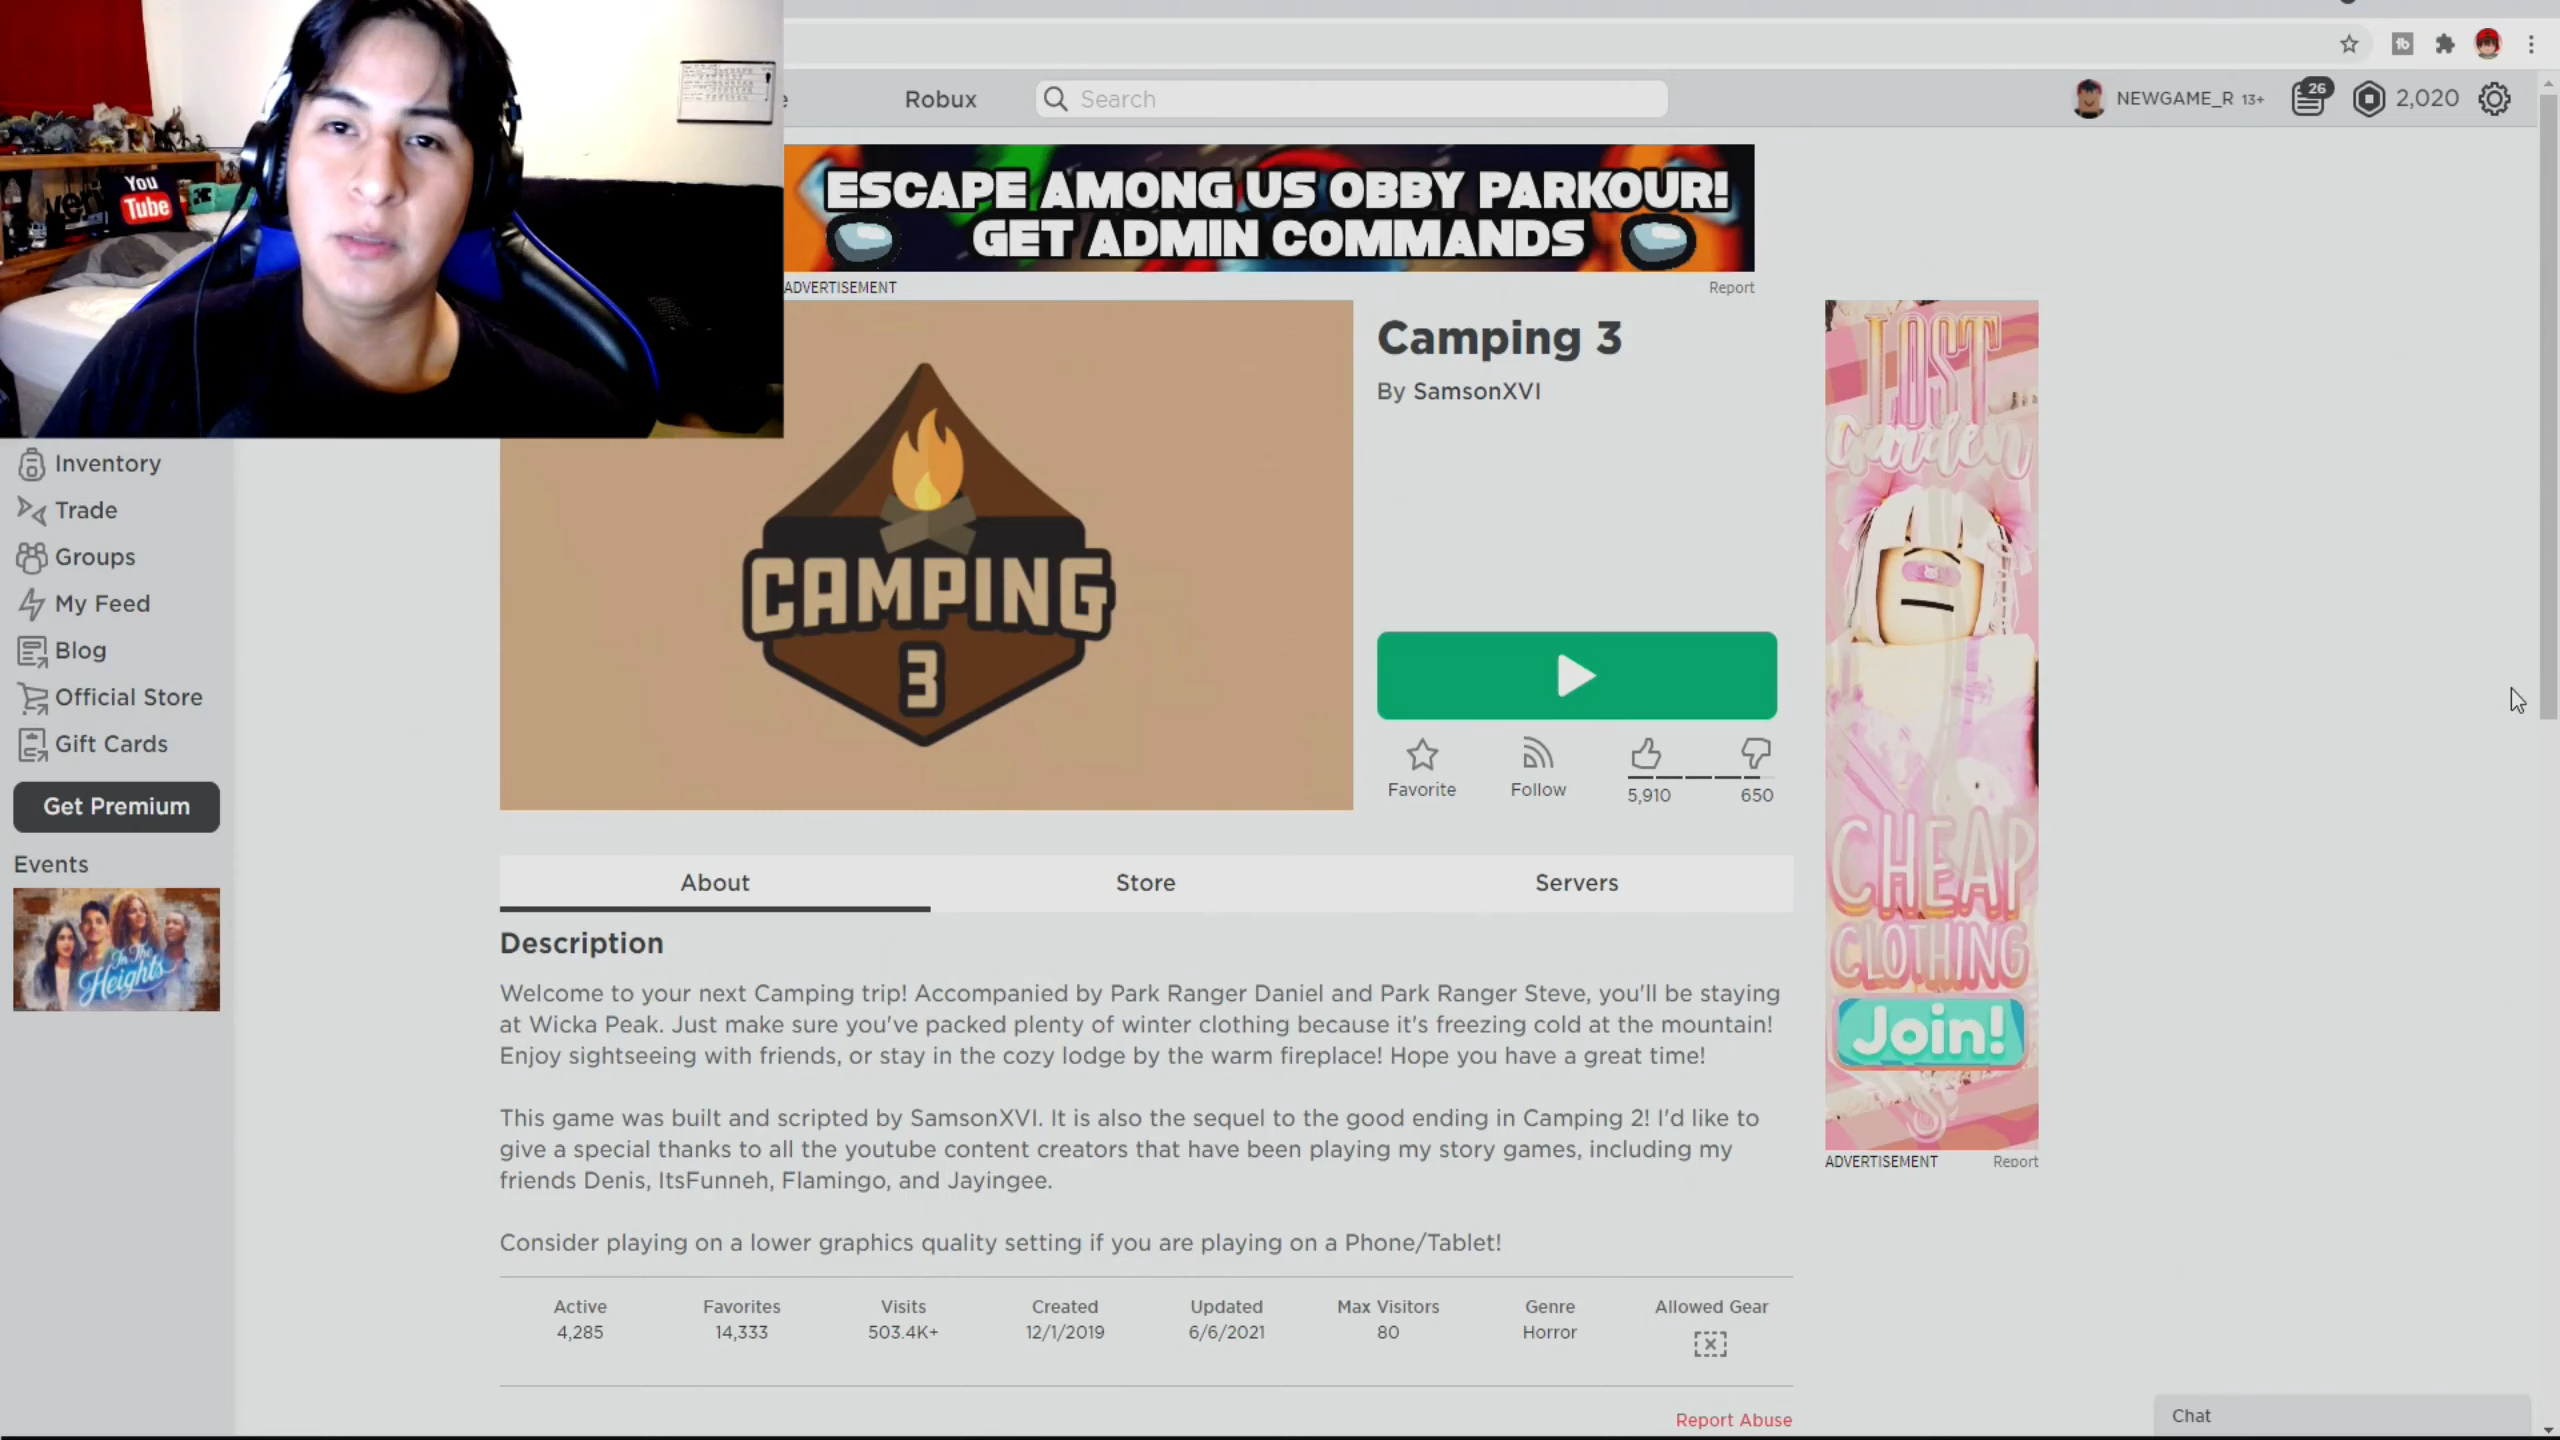 You
Tube
Robux
Search
NEWGAME_R 13+
26
2,020
ESCAPE AMONG US OBBY PARKOUR!
GET ADMIN COMMANDS
ADVERTISEMENT
Report
CAMPING
3
Camping 3
By SamsonXVI
Favorite
Follow
5,910
650
LOST
Garden
CHEAP
CLOTHING
Join!
ADVERTISEMENT
Report
Inventory
Trade
Groups
My Feed
Blog
Official Store
Gift Cards
Get Premium
Events
In The
Heights
About
Store
Servers
Description
Welcome to your next Camping trip! Accompanied by Park Ranger Daniel and Park Ranger Steve, you'll be staying
at Wicka Peak. Just make sure you've packed plenty of winter clothing because it's freezing cold at the mountain!
Enjoy sightseeing with friends, or stay in the cozy lodge by the warm fireplace! Hope you have a great time!
This game was built and scripted by SamsonXVI. It is also the sequel to the good ending in Camping 2! I'd like to
give a special thanks to all the youtube content creators that have been playing my story games, including my
friends Denis, ItsFunneh, Flamingo, and Jayingee.
Consider playing on a lower graphics quality setting if you are playing on a Phone/Tablet!
Active
Favorites
Visits
Created
Updated
Max Visitors
Genre
Allowed Gear
4,285
14,333
503.4K+
12/1/2019
6/6/2021
80
Horror
Report Abuse
Chat